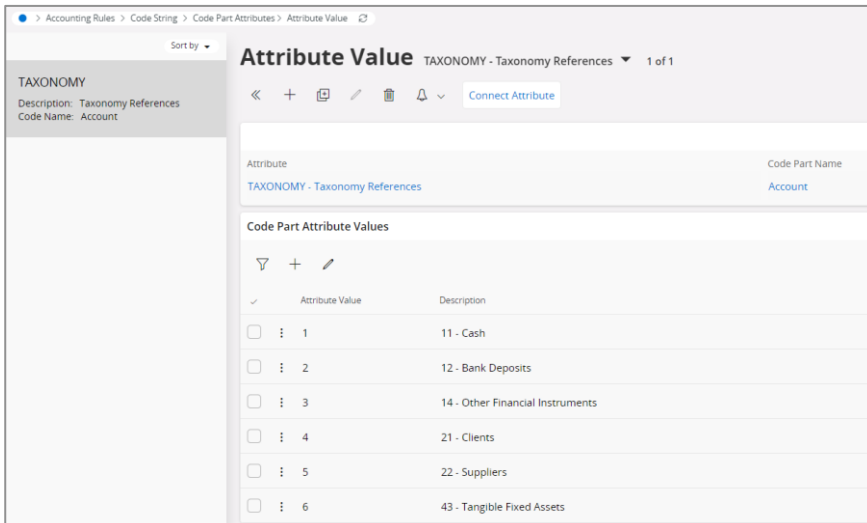 > Accounting Rules > Code String > Code Part Attributes > Attribute Value
Sort by
TAXONOMY
Description: Taxonomy References
Code Name: Account
Attribute Value TAXONOMY - Taxonomy References 1 of 1
Connect Attribute
Attribute Code Part Name
TAXONOMY - Taxonomy References Account
Code Part Attribute Values
Attribute Value Description
1 11 - Cash
2 12 - Bank Deposits
3 14 - Other Financial Instruments
4 21 - Clients
5 22 - Suppliers
6 43 - Tangible Fixed Assets